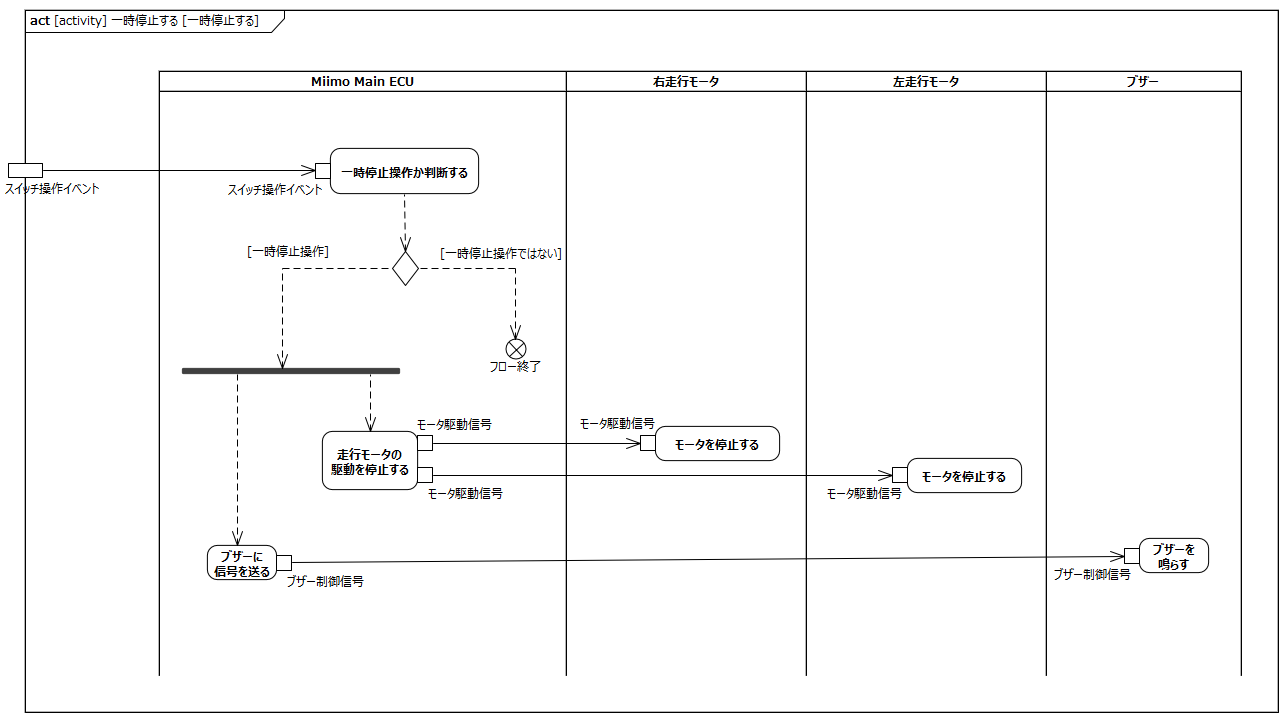 act [activity] 一時停止する [一時停止する]
Miimo Main ECU
右走行モータ
左走行モータ
ブザー
一時停止操作か判断する
スイッチ操作イベント
スイッチ操作イベント
[一時停止操作]
[一時停止操作ではない]
フロー終了
モータ駆動信号
モータ駆動信号
走行モータの
駆動を停止する
モータを停止する
モータを停止する
モータ駆動信号
モータ駆動信号
ブザーに
信号を送る
ブザー制御信号
ブザーを
鳴らす
ブザー制御信号